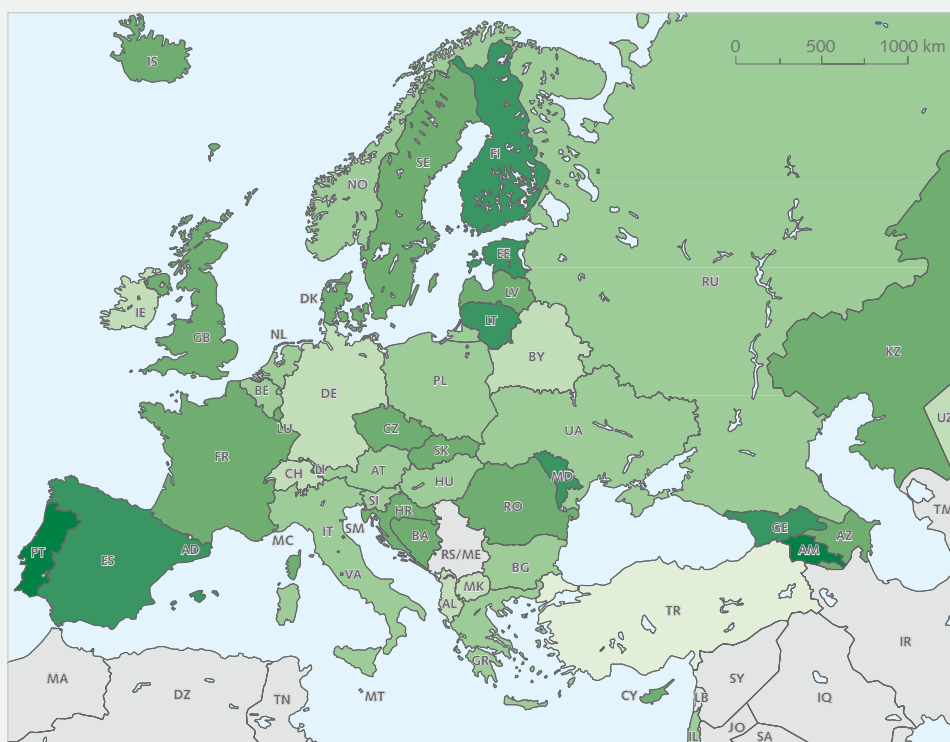 0 500 1000 km
IS
SE
FI
NO
EE
RU
IE
DK
LV
GB
LT
NL
BY
KZ
PL
BE
DE
UZ
LU
CZ
UA
FR
SK
CH
LI
AT
MD
HU
SI
RO
HR
TM
IT
SM
GE
AZ
BA
MC
PT
AD
RS/ME
AM
ES
BG
VA
MK
AL
TR
IR
GR
MA
SY
DZ
TN
MT
CY
LB
IQ
JO
IL
SA